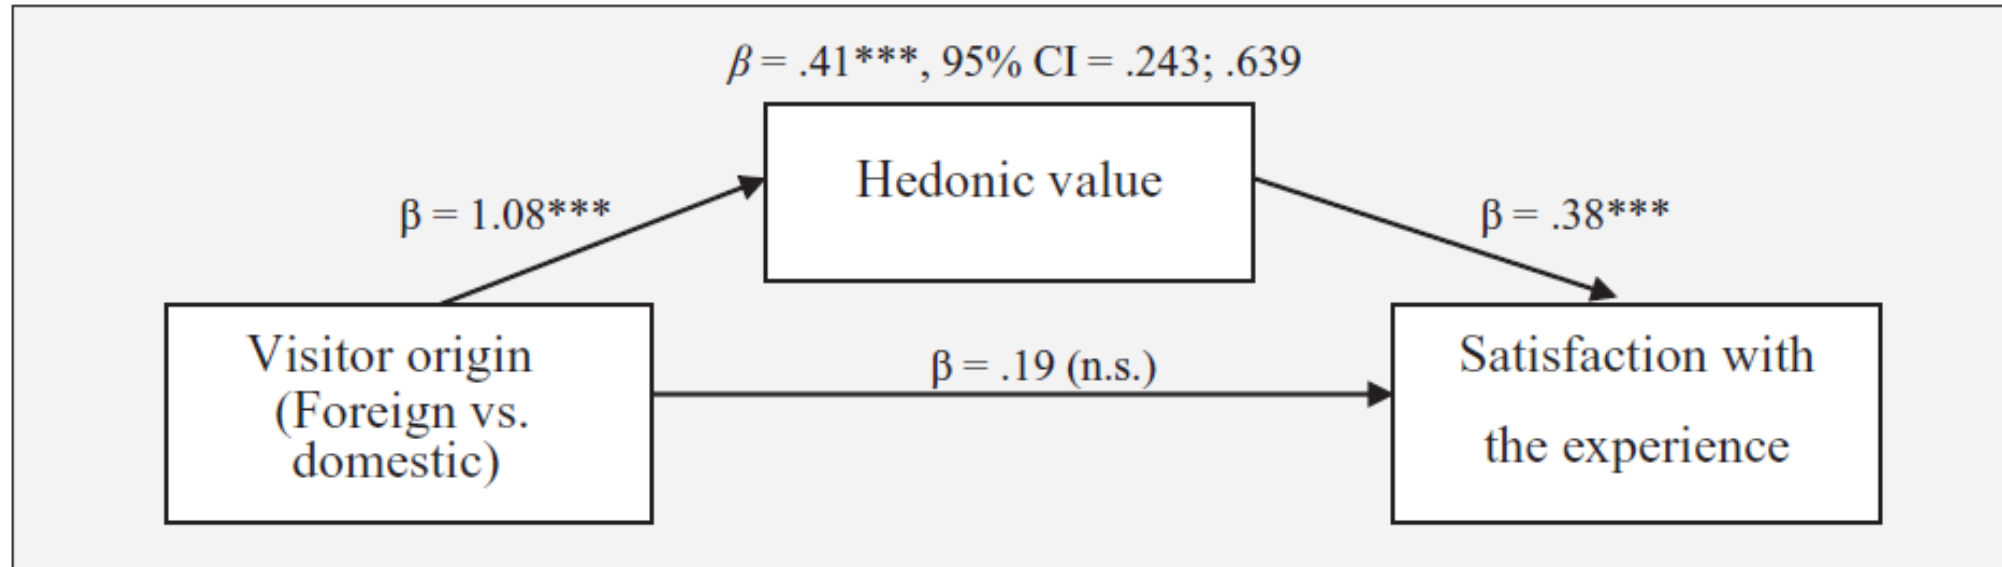 β = .41***, 95% CI = .243; .639
Hedonic value
β = 1.08***
β = .38***
Visitor origin
(Foreign vs.
domestic)
β = .19 (n.s.)
Satisfaction with
the experience